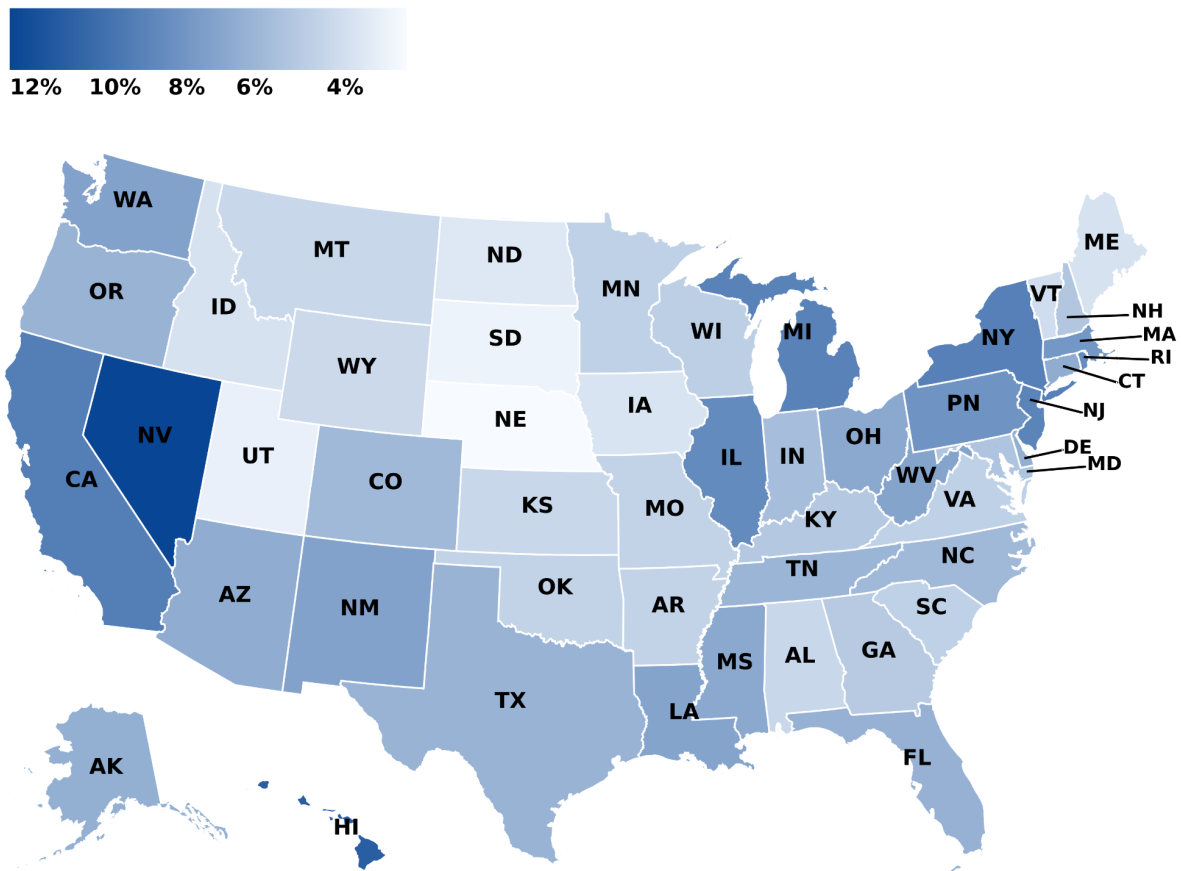 12% 10% 8% 6% 4%
WA
ME
MT
ND
VT
OR
MN
ID
NH
WI
MI
NY
MA
SD
RI
WY
CT
PN
IA
NJ
NE
NV
OH
DE
UT
IL
IN
MD
CA
CO
WV
VA
KS
MO
KY
NC
TN
OK
AZ
NM
AR
SC
GA
AL
MS
TX
LA
FL
AK
HI